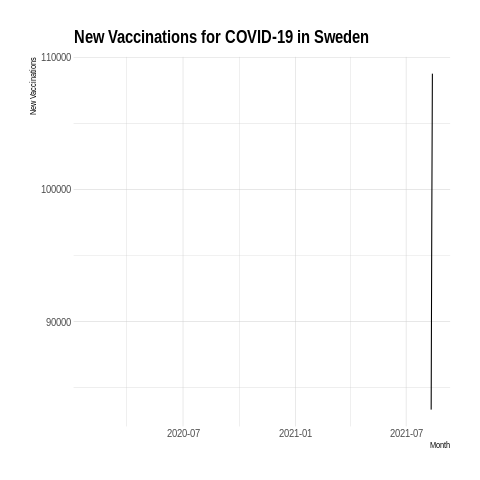 New Vaccinations for COVID-19 in Sweden
New Vaccinations
110000
100000
90000
2020-07
2021-01
2021-07
Month